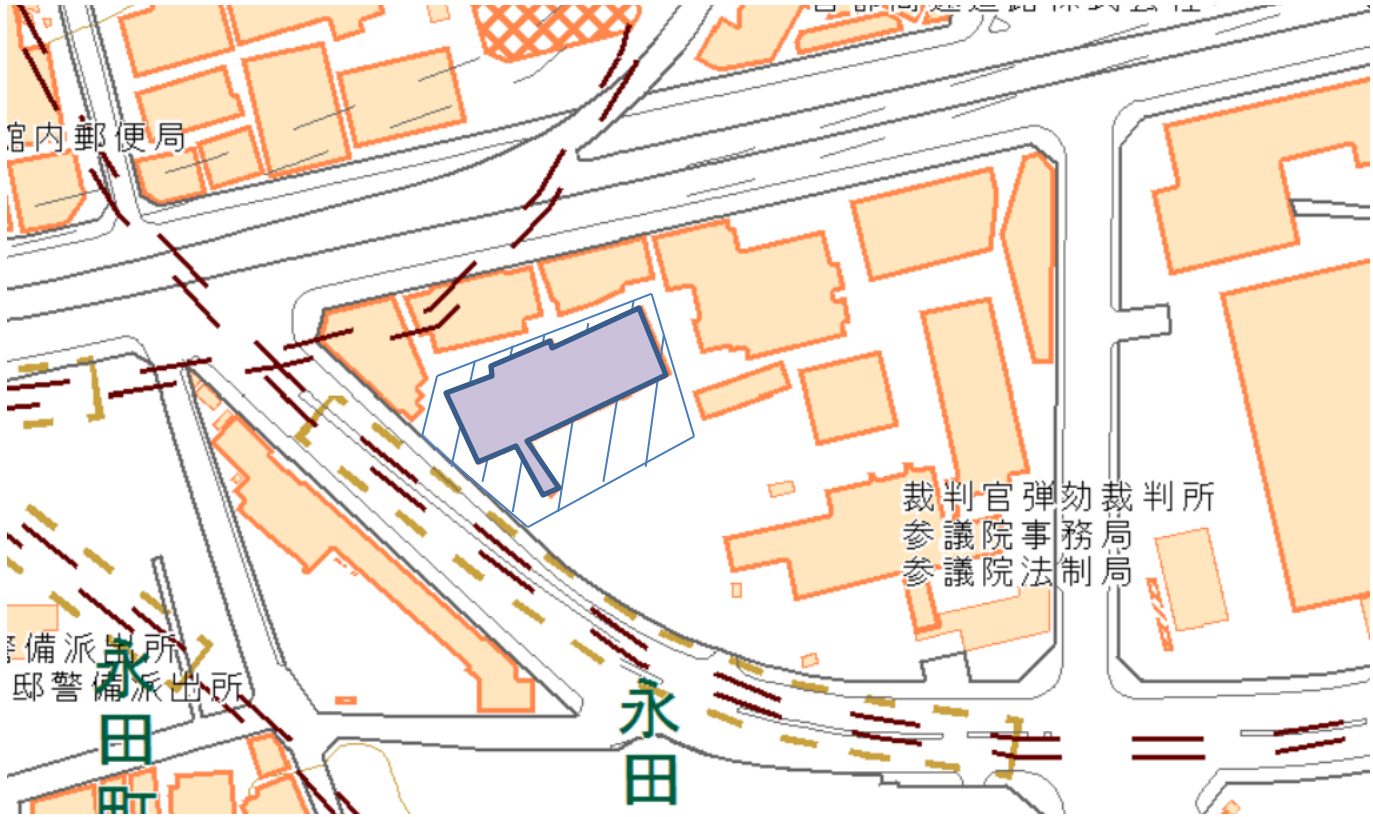 館内郵便局
裁判官弾劾裁判所
参議院事務局
参議院法制局
警備派出所
邸警備派出所
永田町
永田